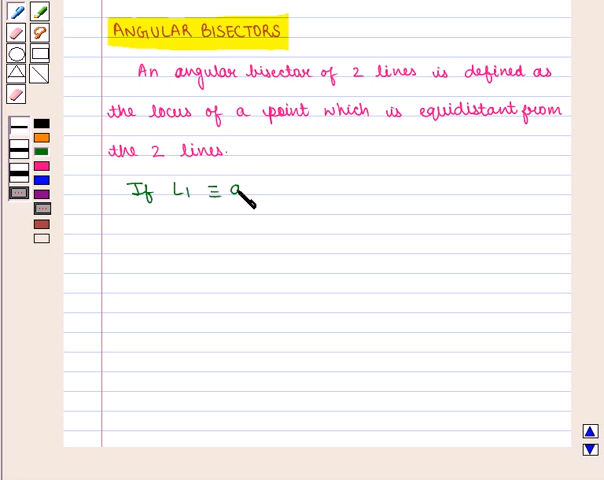 ANGULAR BISECTORS
An angular bisector of 2 lines is defined as
the locus of a point which is equidistant from
the 2 lines.
If L1 ≡ a